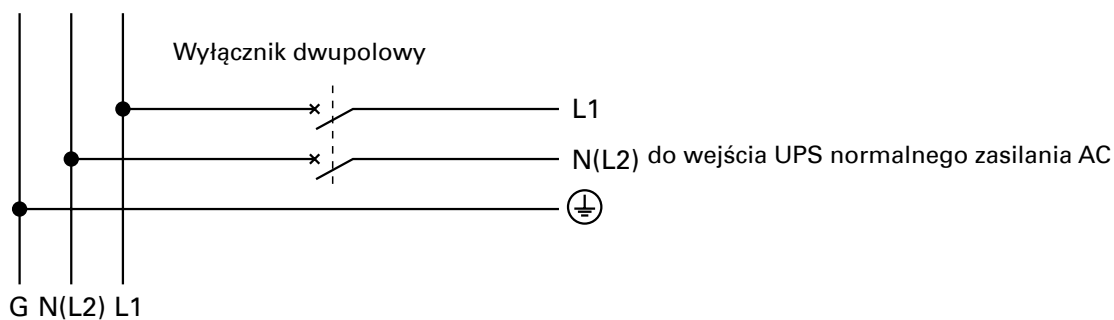 Wyłącznik dwupolowy
L1
N(L2) do wejścia UPS normalnego zasilania AC
G N(L2) L1